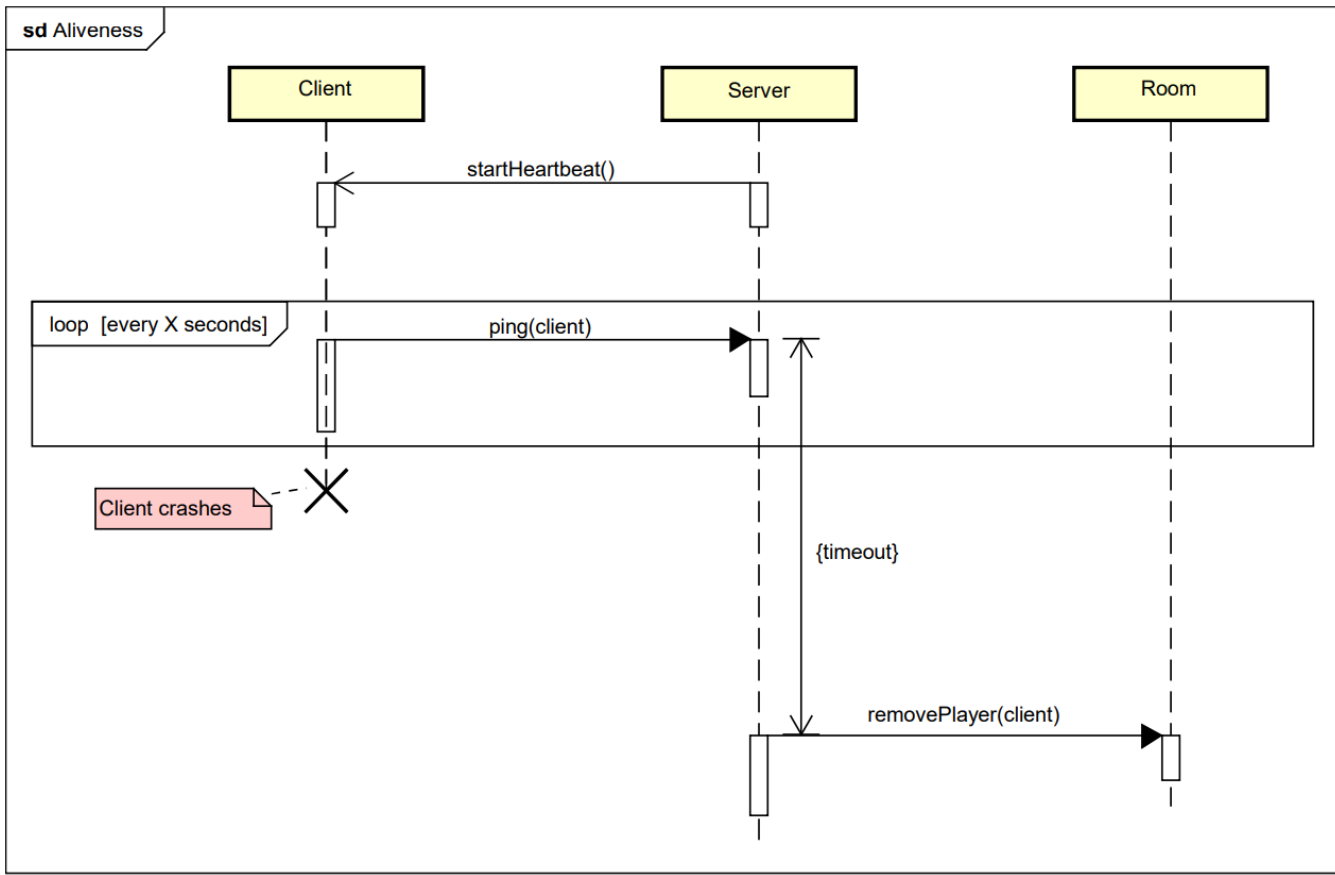 sd Aliveness
Client
Server
Room
startHeartbeat()
loop [every X seconds]
ping(client)
Client crashes
{timeout}
removePlayer(client)